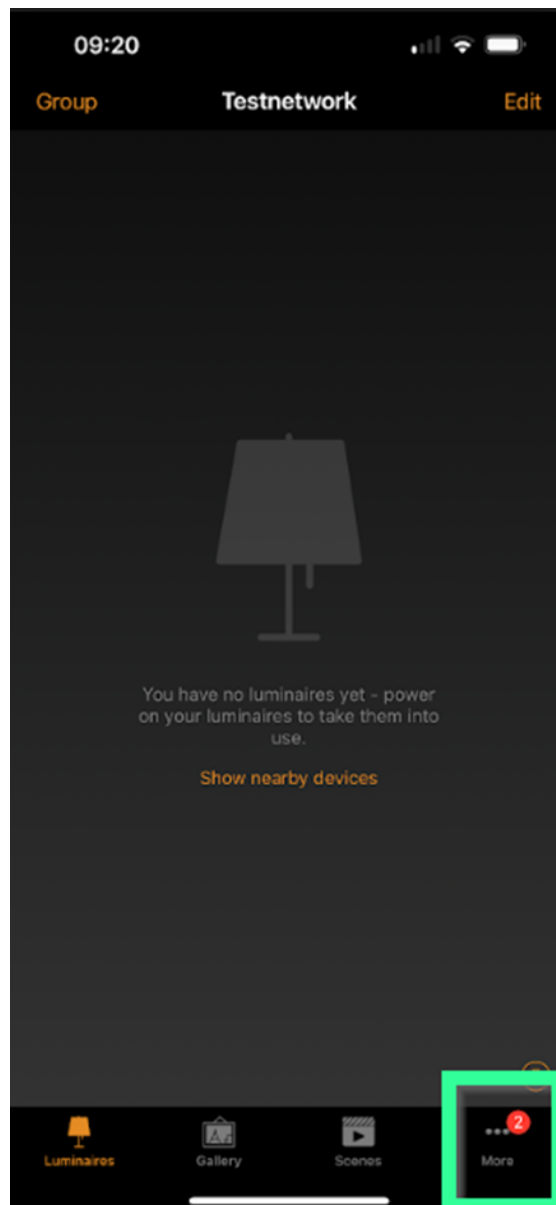 09:20
Group Testnetwork Edit
You have no luminaires yet - power
on your luminaires to take them into
use.
Show nearby devices
2
Luminaires Gallery Scenes More